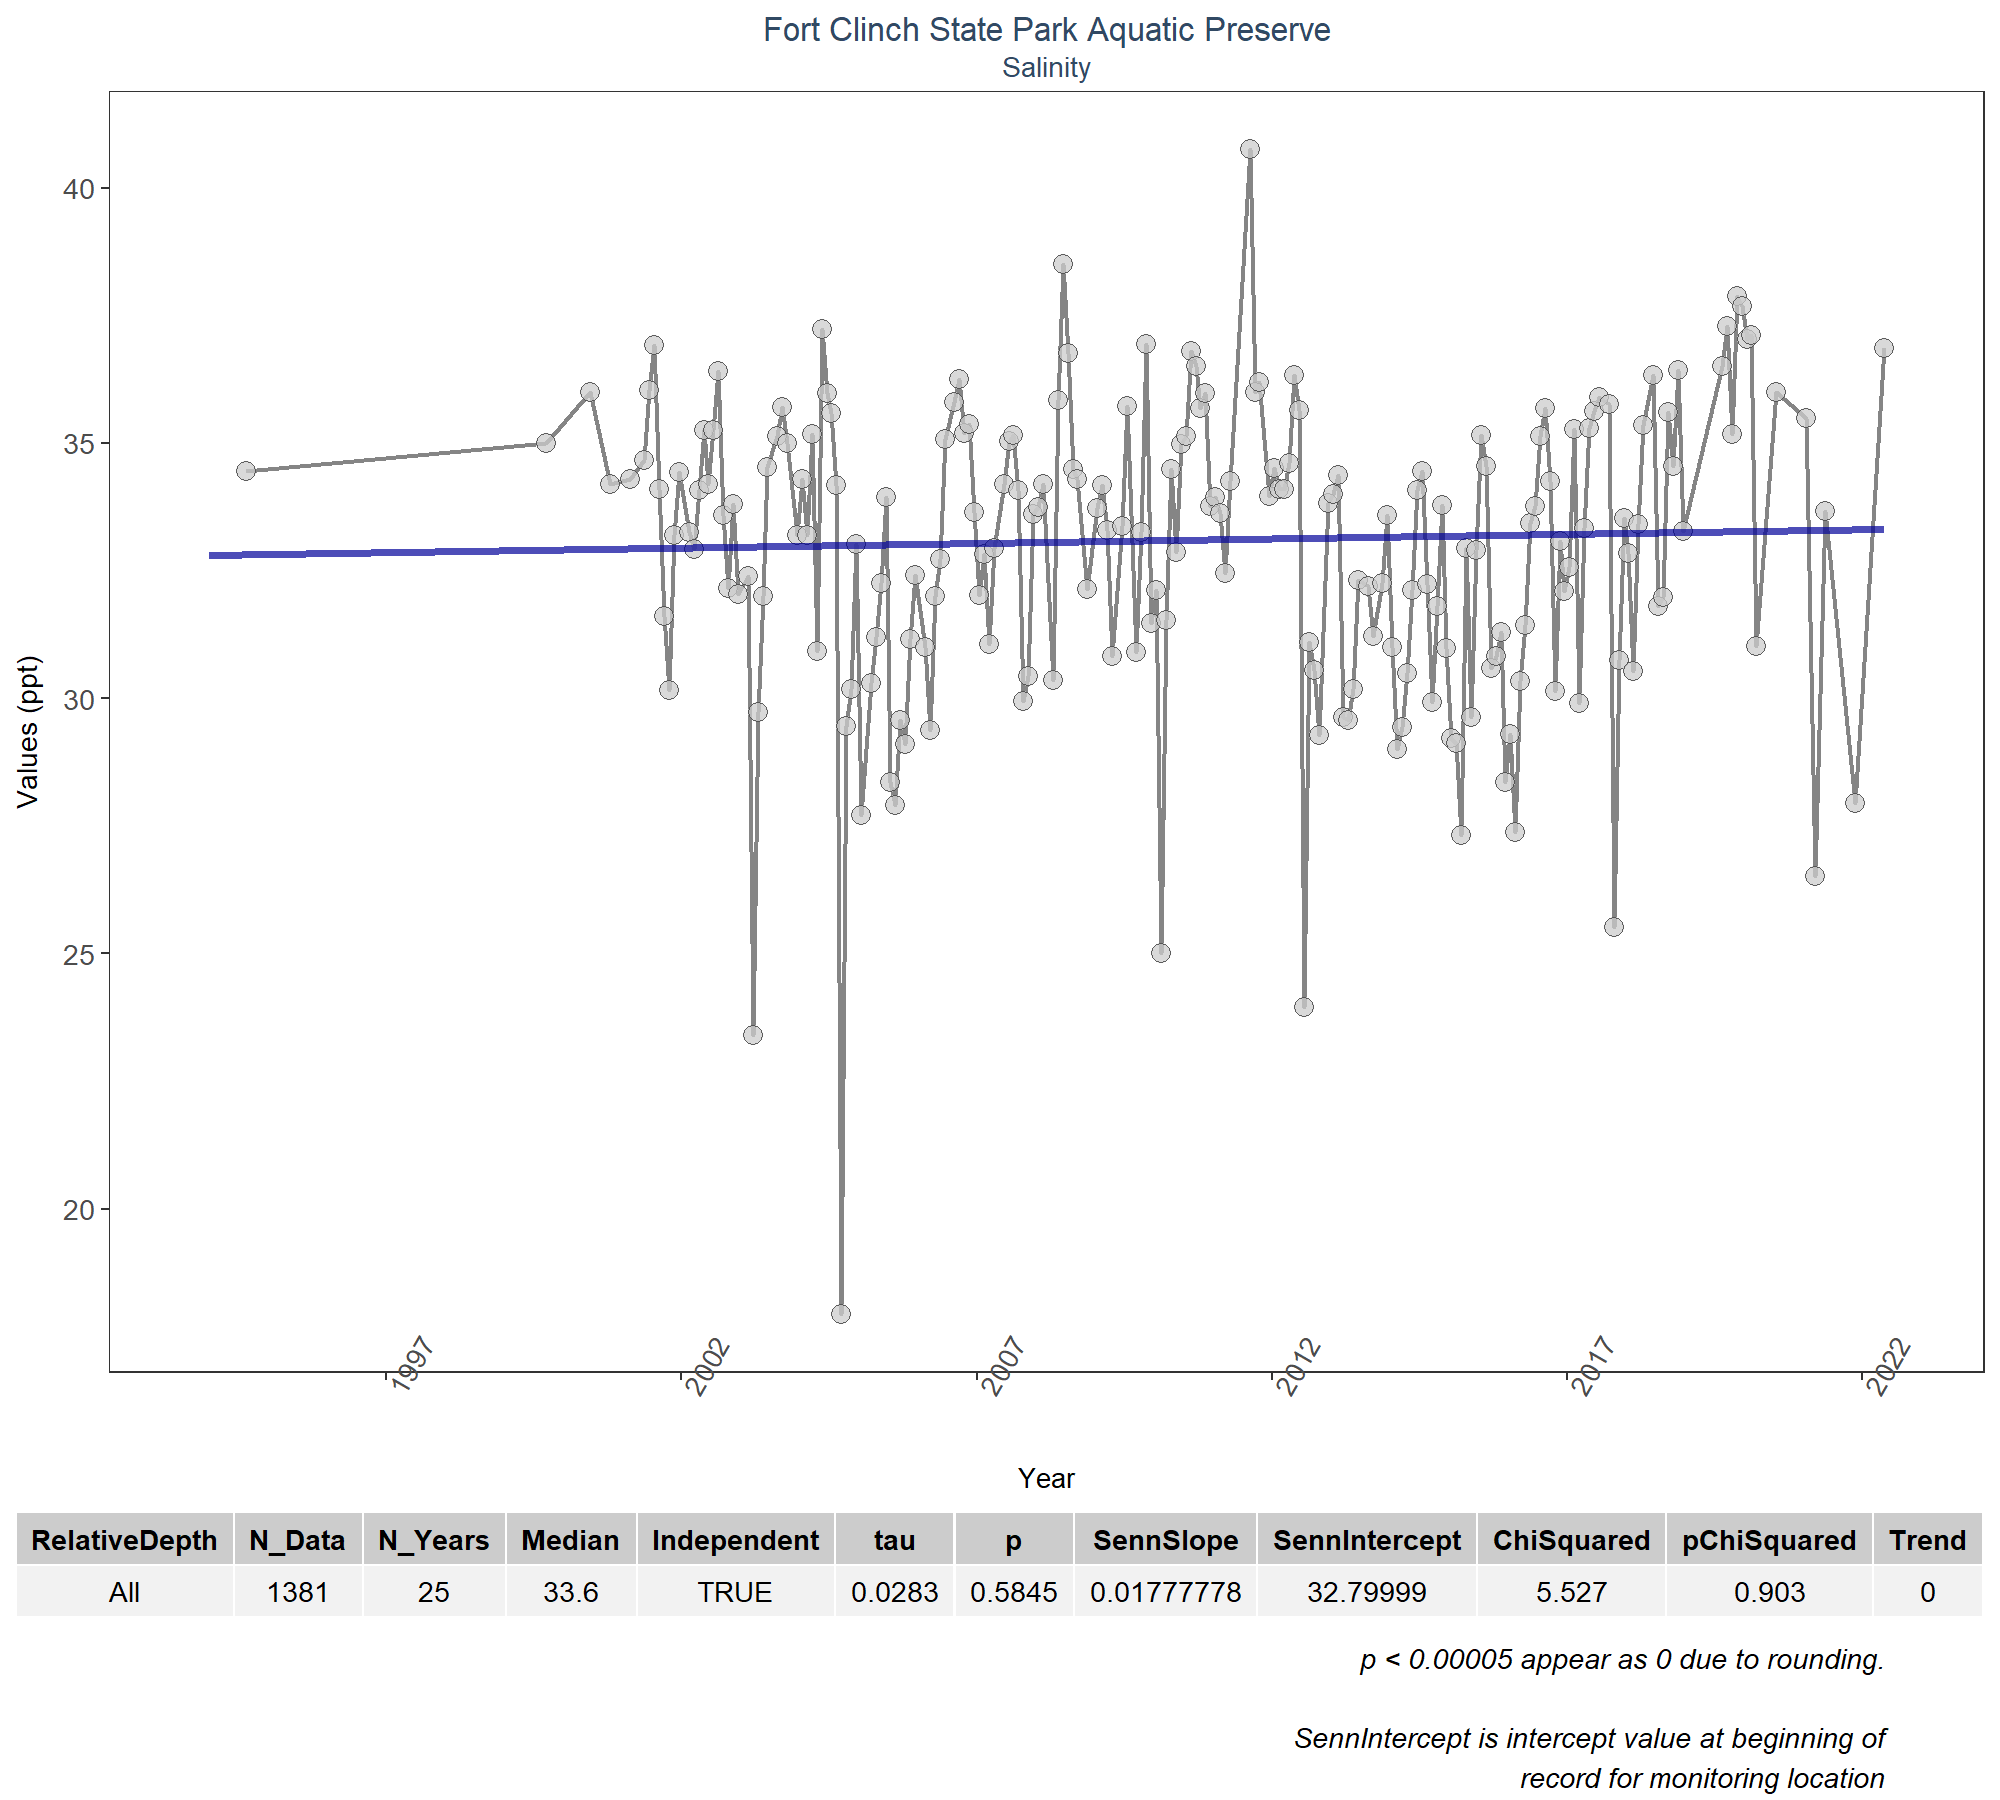 Fort Clinch State Park Aquatic Preserve
Salinity
Values (ppt)
40
35
30
25
20
1997 2002 2007 2012 2017 2022
Year
RelativeDepth N_Data N_Years Median Independent tau p SennSlope SennIntercept ChiSquared pChiSquared Trend
All 1381 25 33.6 TRUE 0.0283 0.5845 0.01777778 32.79999 5.527 0.903 0
p < 0.00005 appear as 0 due to rounding.
SennIntercept is intercept value at beginning of
record for monitoring location